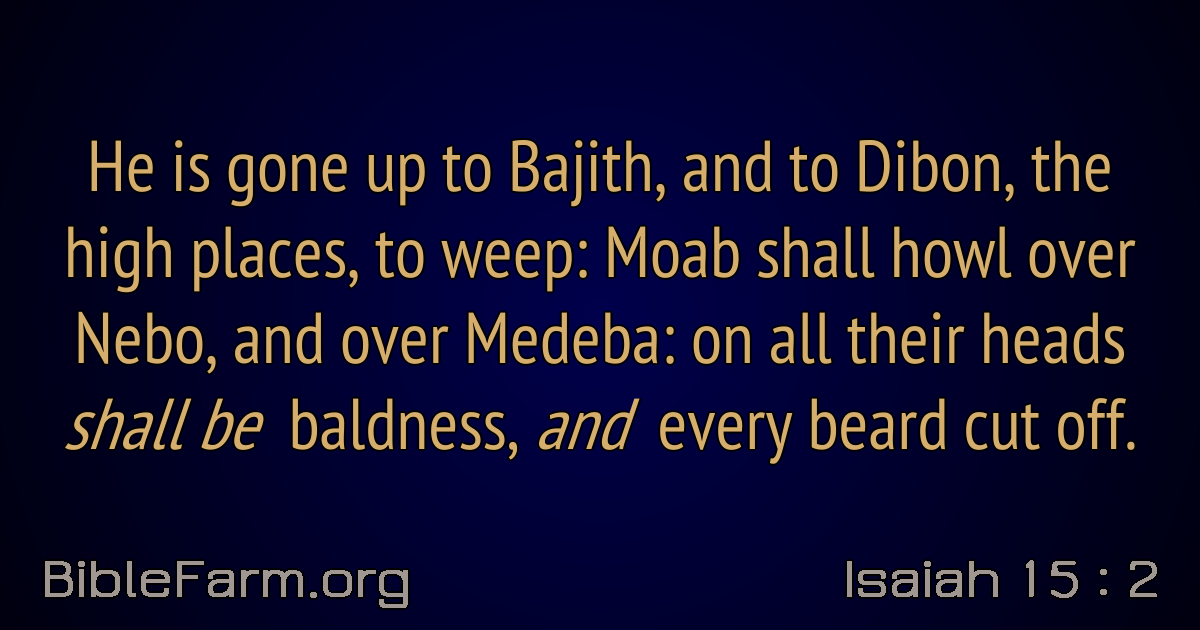 He is gone up to Bajith, and to Dibon, the
high places, to weep: Moab shall howl over
Nebo, and over Medeba: on all their heads
shall be baldness, and every beard cut off.
BibleFarm.org
Isaiah 15 : 2